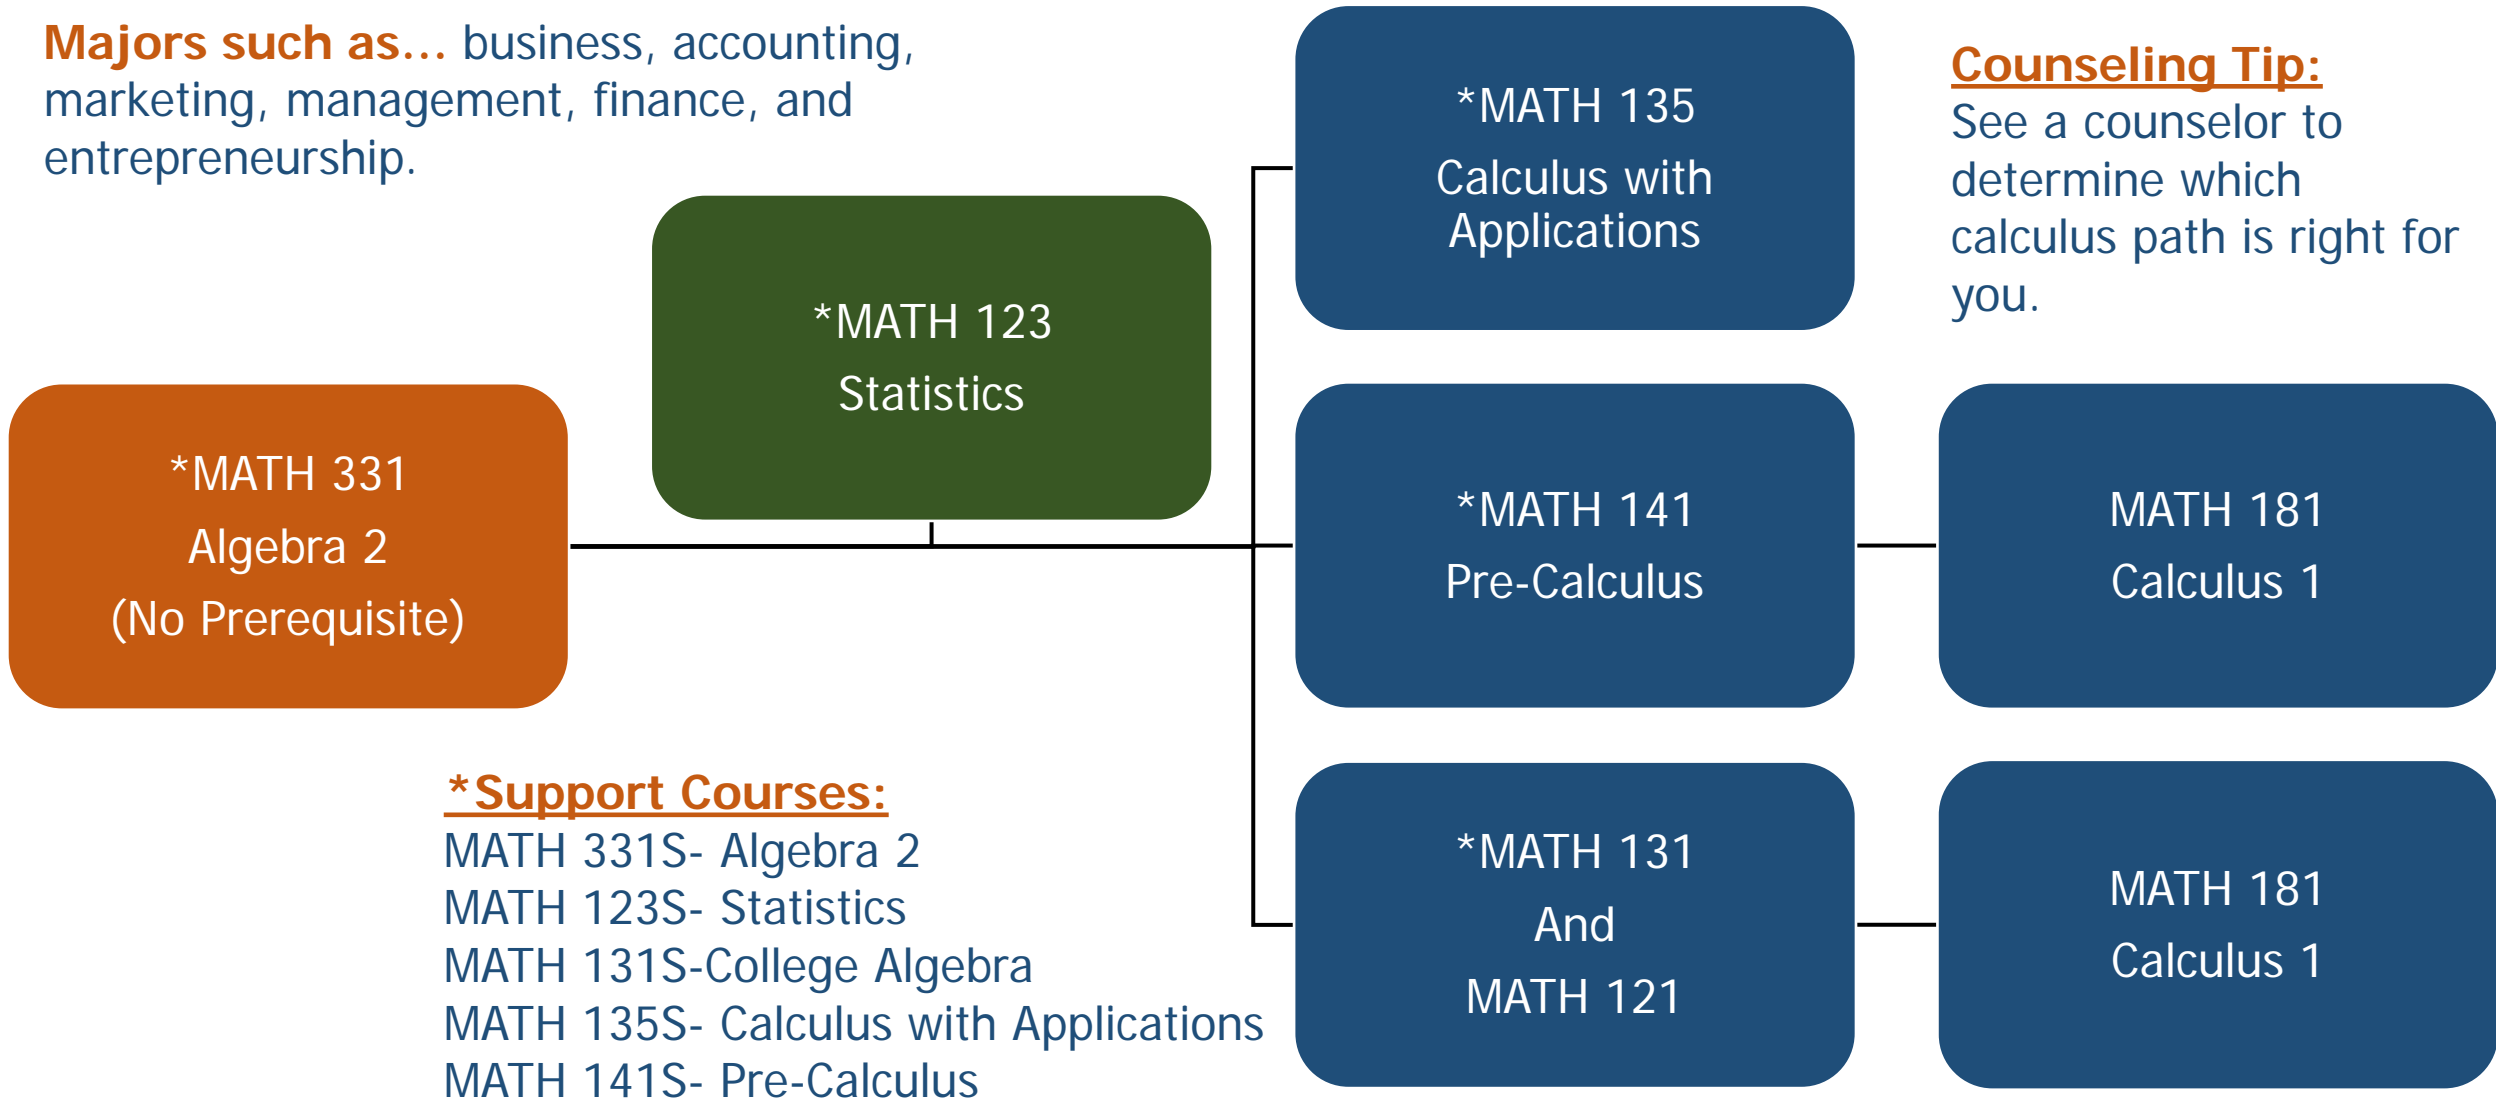 Majors such as… business, accounting,
marketing, management, finance, and
entrepreneurship.
*MATH 331
Algebra 2
(No Prerequisite)
*MATH 123
Statistics
*MATH 135
Calculus with
Applications
Counseling Tip:
See a counselor to
determine which
calculus path is right for
you.
*MATH 141
Pre-Calculus
MATH 181
Calculus 1
*MATH 131
And
MATH 121
MATH 181
Calculus 1
*Support Courses:
MATH 331S- Algebra 2
MATH 123S- Statistics
MATH 131S-College Algebra
MATH 135S- Calculus with Applications
MATH 141S- Pre-Calculus